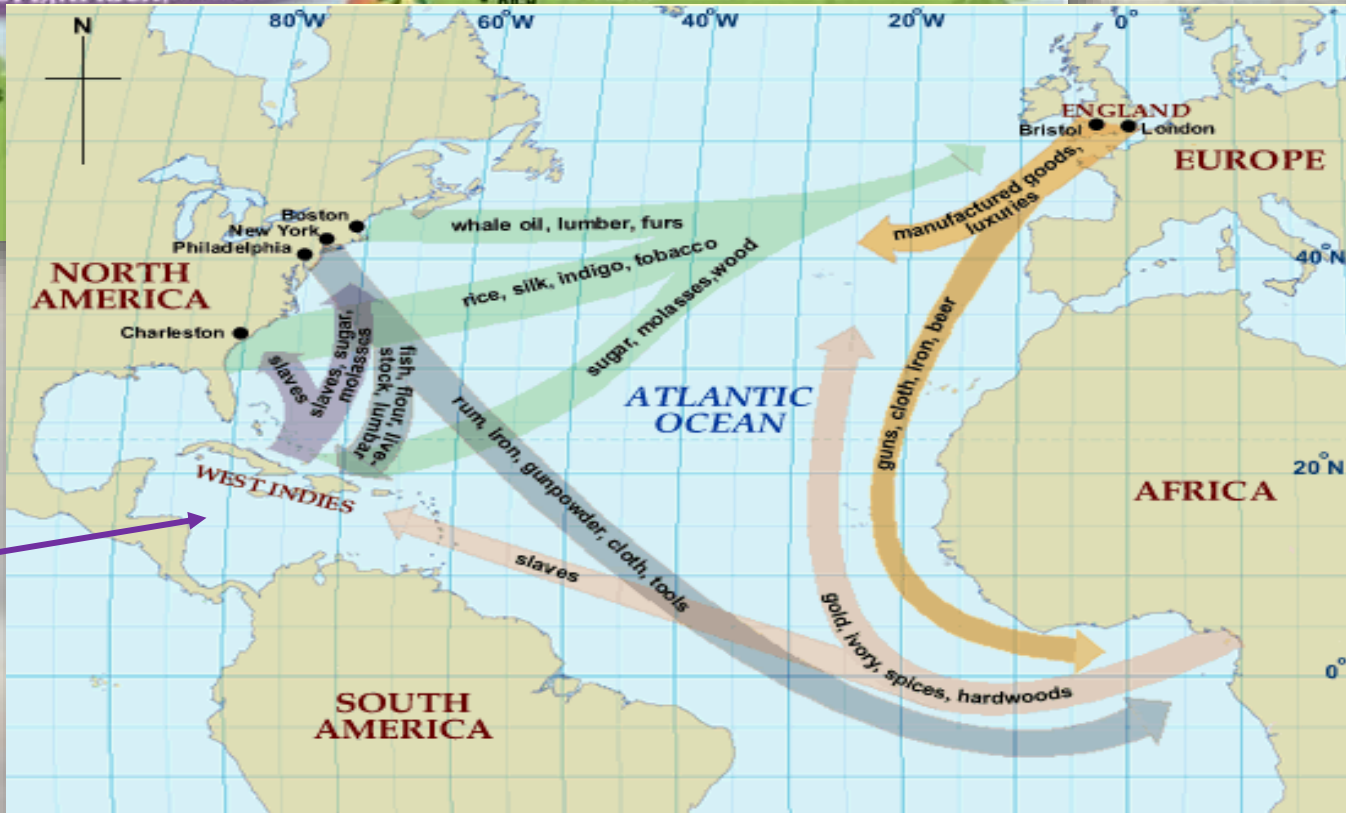 N
80°W
60°W
40°W
20°W
0°
ENGLAND
Bristol
London
EUROPE
manufactured goods,
luxuries
Boston
New York
Philadelphia
whale oil, lumber, furs
NORTH
AMERICA
rice, silk, indigo, tobacco
40°N
sugar, molasses,wood
Charleston
slaves
slaves, sugar,
molasses
fish, flour, live-
stock, lumbar
guns, cloth, iron, beer
ATLANTIC
OCEAN
rum, iron, gunpowder, cloth, tools
WEST INDIES
20°N
AFRICA
slaves
gold, ivory, spices, hardwoods
0°
SOUTH
AMERICA